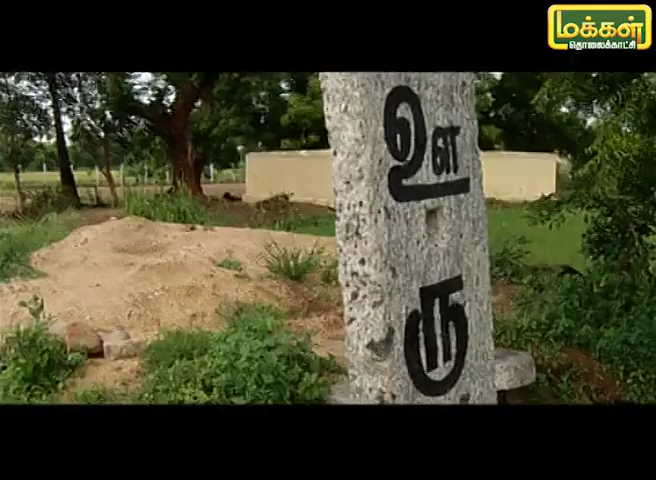 மக்கள்
தொலைக்காட்சி
ஊ
ரு